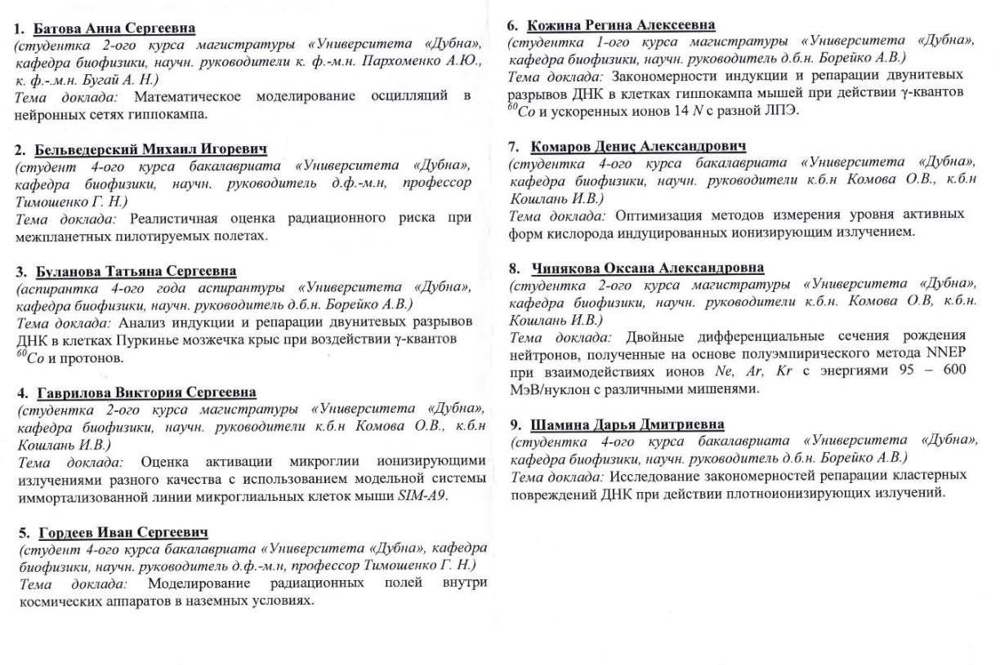 1. Батова Анна Сергеевна
(студентка 2-ого курса магистратуры «Университета «Дубна»,
кафедра биофизики, научн. руководители к. ф.-м.н. Пархоменко А.Ю.,
к. ф.-.м.н. Бугай А. Н.)
Тема доклада: Математическое моделирование осцилляций в
нейронных сетях гиппокампа.
2. Бельведерский Михаил Игоревич
(студент 4-ого курса бакалавриата «Университета «Дубна»,
кафедра биофизики, научн. руководитель д.ф.-м.н, профессор
Тимошенко Г. Н.)
Тема доклада: Реалистичная оценка радиационного риска при
межпланетных пилотируемых полетах.
3. Буланова Татьяна Сергеевна
(аспирантка 4-ого года аспирантуры «Университета «Дубна»,
кафедра биофизики, научн. руководитель д.б.н. Борейко А.В.)
Тема доклада: Анализ индукции и репарации двунитевых разрывов
ДНК в клетках Пуркинье мозжечка крыс при воздействии γ-квантов
⁶⁰Co и протонов.
4. Гаврилова Виктория Сергеевна
(студентка 2-ого курса магистратуры «Университета «Дубна»,
кафедра биофизики, научн. руководители к.б.н Комова О.В., к.б.н
Кошлань И.В.)
Тема доклада: Оценка активации микроглии ионизирующими
излучениями разного качества с использованием модельной системы
иммортализованной линии микроглиальных клеток мыши SIM-A9.
5. Гордеев Иван Сергеевич
(студент 4-ого курса бакалавриата «Университета «Дубна», кафедра
биофизики, научн. руководитель д.ф.-м.н, профессор Тимошенко Г. Н.)
Тема доклада: Моделирование радиационных полей внутри
космических аппаратов в наземных условиях.
6. Кожина Регина Алексеевна
(студентка 1-ого курса магистратуры «Университета «Дубна»,
кафедра биофизики, научн. руководитель д.б.н. Борейко А.В.)
Тема доклада: Закономерности индукции и репарации двунитевых
разрывов ДНК в клетках гиппокампа мышей при действии γ-квантов
⁶⁰Co и ускоренных ионов 14 N с разной ЛПЭ.
7. Комаров Денис Александрович
(студентка 4-ого курса бакалавриата «Университета «Дубна»,
кафедра биофизики, научн. руководители к.б.н Комова О.В., к.б.н
Кошлань И.В.)
Тема доклада: Оптимизация методов измерения уровня активных
форм кислорода индуцированных ионизирующим излучением.
8. Чинякова Оксана Александровна
(студентка 2-ого курса магистратуры «Университета «Дубна»,
кафедра биофизики, научн. руководители к.б.н. Комова О.В, к.б.н.
Кошлань И.В.)
Тема доклада: Двойные дифференциальные сечения рождения
нейтронов, полученные на основе полуэмпирического метода NNEP
при взаимодействиях ионов Ne, Ar, Kr с энергиями 95 – 600
МэВ/нуклон с различными мишенями.
9. Шамина Дарья Дмитриевна
(студентка 4-ого курса бакалавриата «Университета «Дубна»,
кафедра биофизики, научн. руководитель д.б.н. Борейко А.В.)
Тема доклада: Исследование закономерностей репарации кластерных
повреждений ДНК при действии плотноионизирующих излучений.